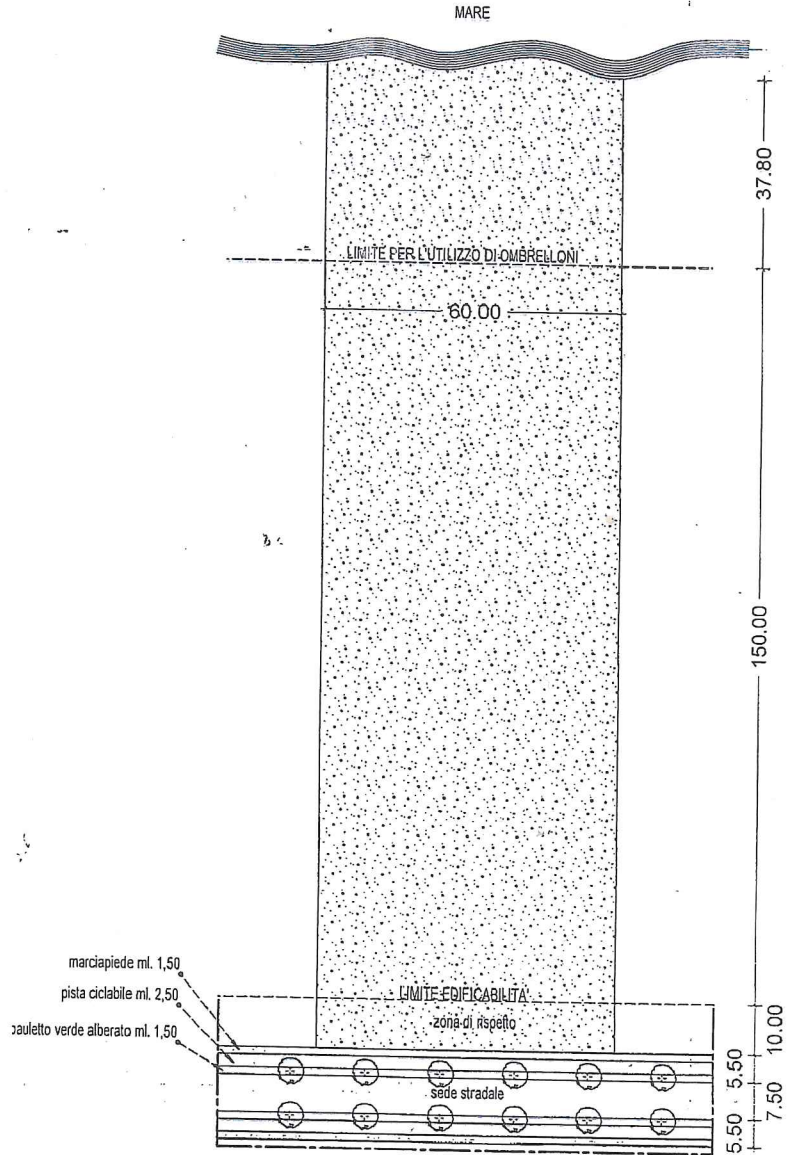 MARE
37.80
LIMITE PER L'UTILIZZO DI OMBRELLONI
60.00
150.00
marciapiede ml. 1,50
pista ciclabile ml. 2,50
pauletto verde alberato ml. 1,50
LIMITE EDIFICABILITA'
zona di rispetto
sede stradale
10.00
5.50
7.50
5.50